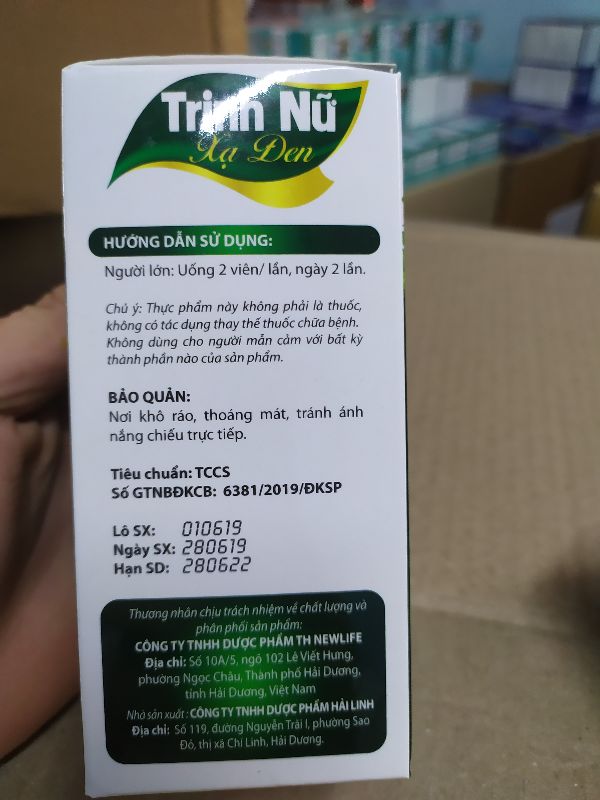 Trinh Nữ
Xạ Đen
HƯỚNG DẪN SỬ DỤNG:
Người lớn: Uống 2 viên/ lần, ngày 2 lần.
Chú ý: Thực phẩm này không phải là thuốc,
không có tác dụng thay thế thuốc chữa bệnh.
Không dùng cho người mẫn cảm với bất kỳ
thành phần nào của sản phẩm.
BẢO QUẢN:
Nơi khô ráo, thoáng mát, tránh ánh
nắng chiếu trực tiếp.
Tiêu chuẩn: TCCS
Số GTNBĐKCB: 6381/2019/ĐKSP
Lô SX: 010619
Ngày SX: 280619
Hạn SD: 280622
Thương nhân chịu trách nhiệm về chất lượng và
phân phối sản phẩm:
CÔNG TY TNHH DƯỢC PHẨM TH NEWLIFE
Địa chỉ: Số 10A/5, ngõ 102 Lê Viết Hưng,
phường Ngọc Châu, Thành phố Hải Dương,
tỉnh Hải Dương, Việt Nam
Nhà sản xuất : CÔNG TY TNHH DƯỢC PHẨM HẢI LINH
Địa chỉ: Số 119, đường Nguyễn Trãi I, phường Sao
Đỏ, thị xã Chí Linh, Hải Dương.